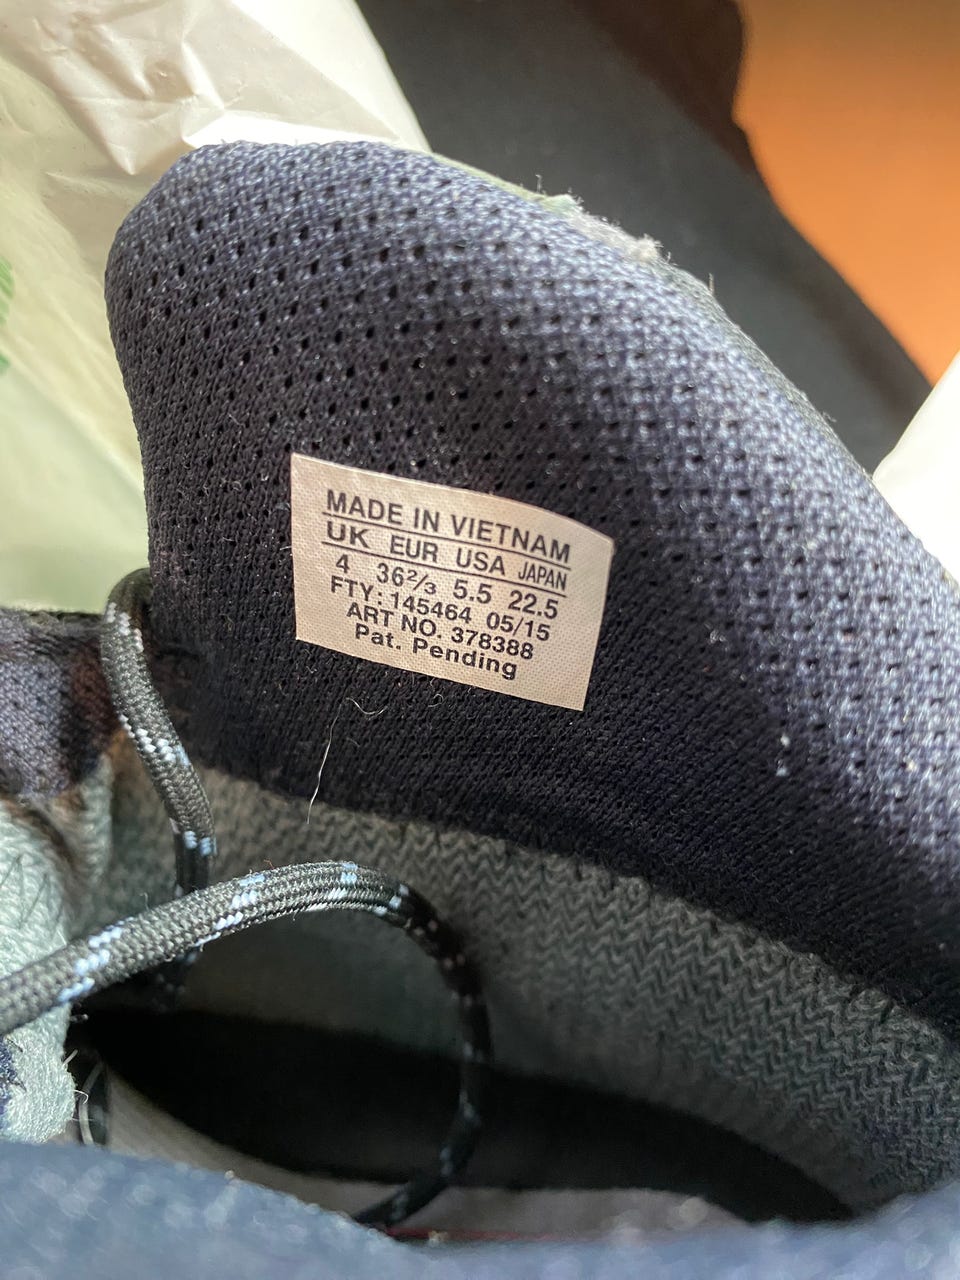 MADE IN VIETNAM
UK EUR USA JAPAN
4 36⅔ 5.5 22.5
FTY: 145464 05/15
ART NO. 378388
Pat. Pending